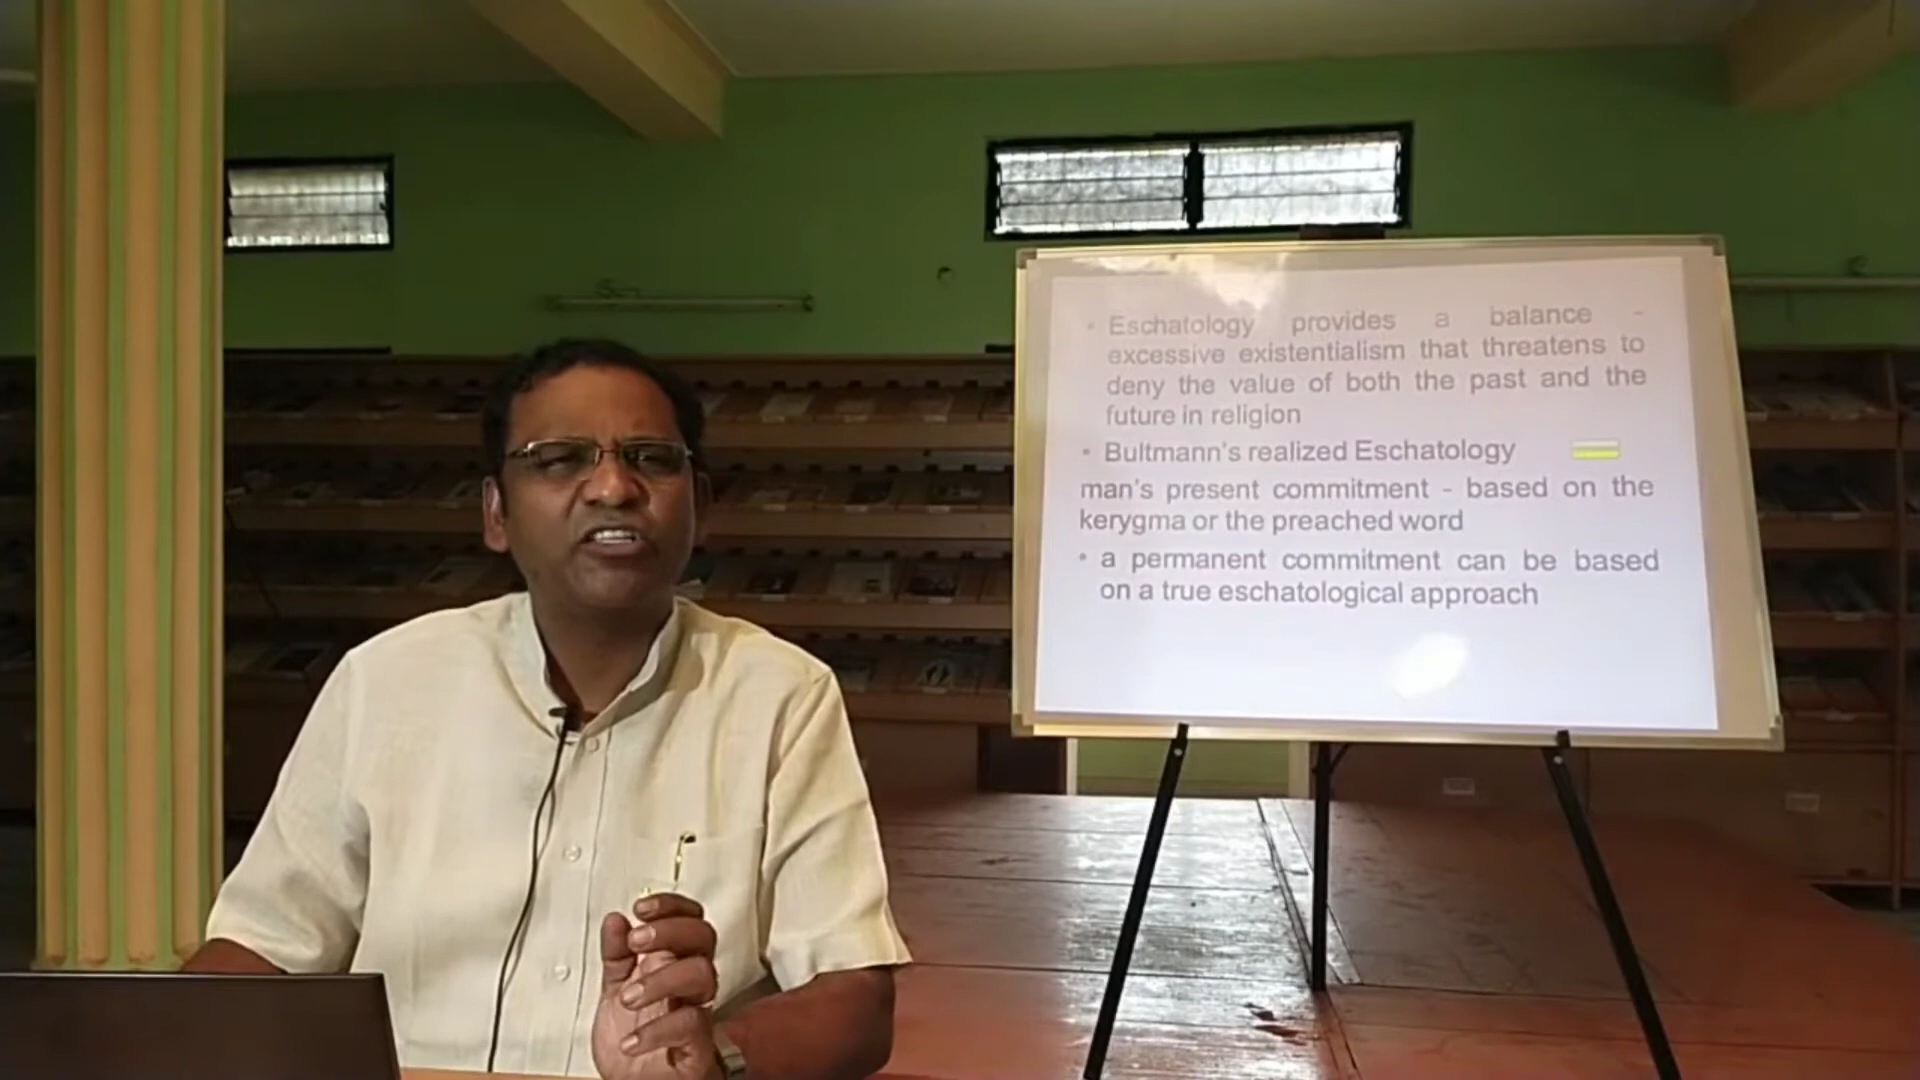 • Eschatology provides a balance -
excessive existentialism that threatens to
deny the value of both the past and the
future in religion
• Bultmann's realized Eschatology =
man's present commitment - based on the
kerygma or the preached word
• a permanent commitment can be based
on a true eschatological approach